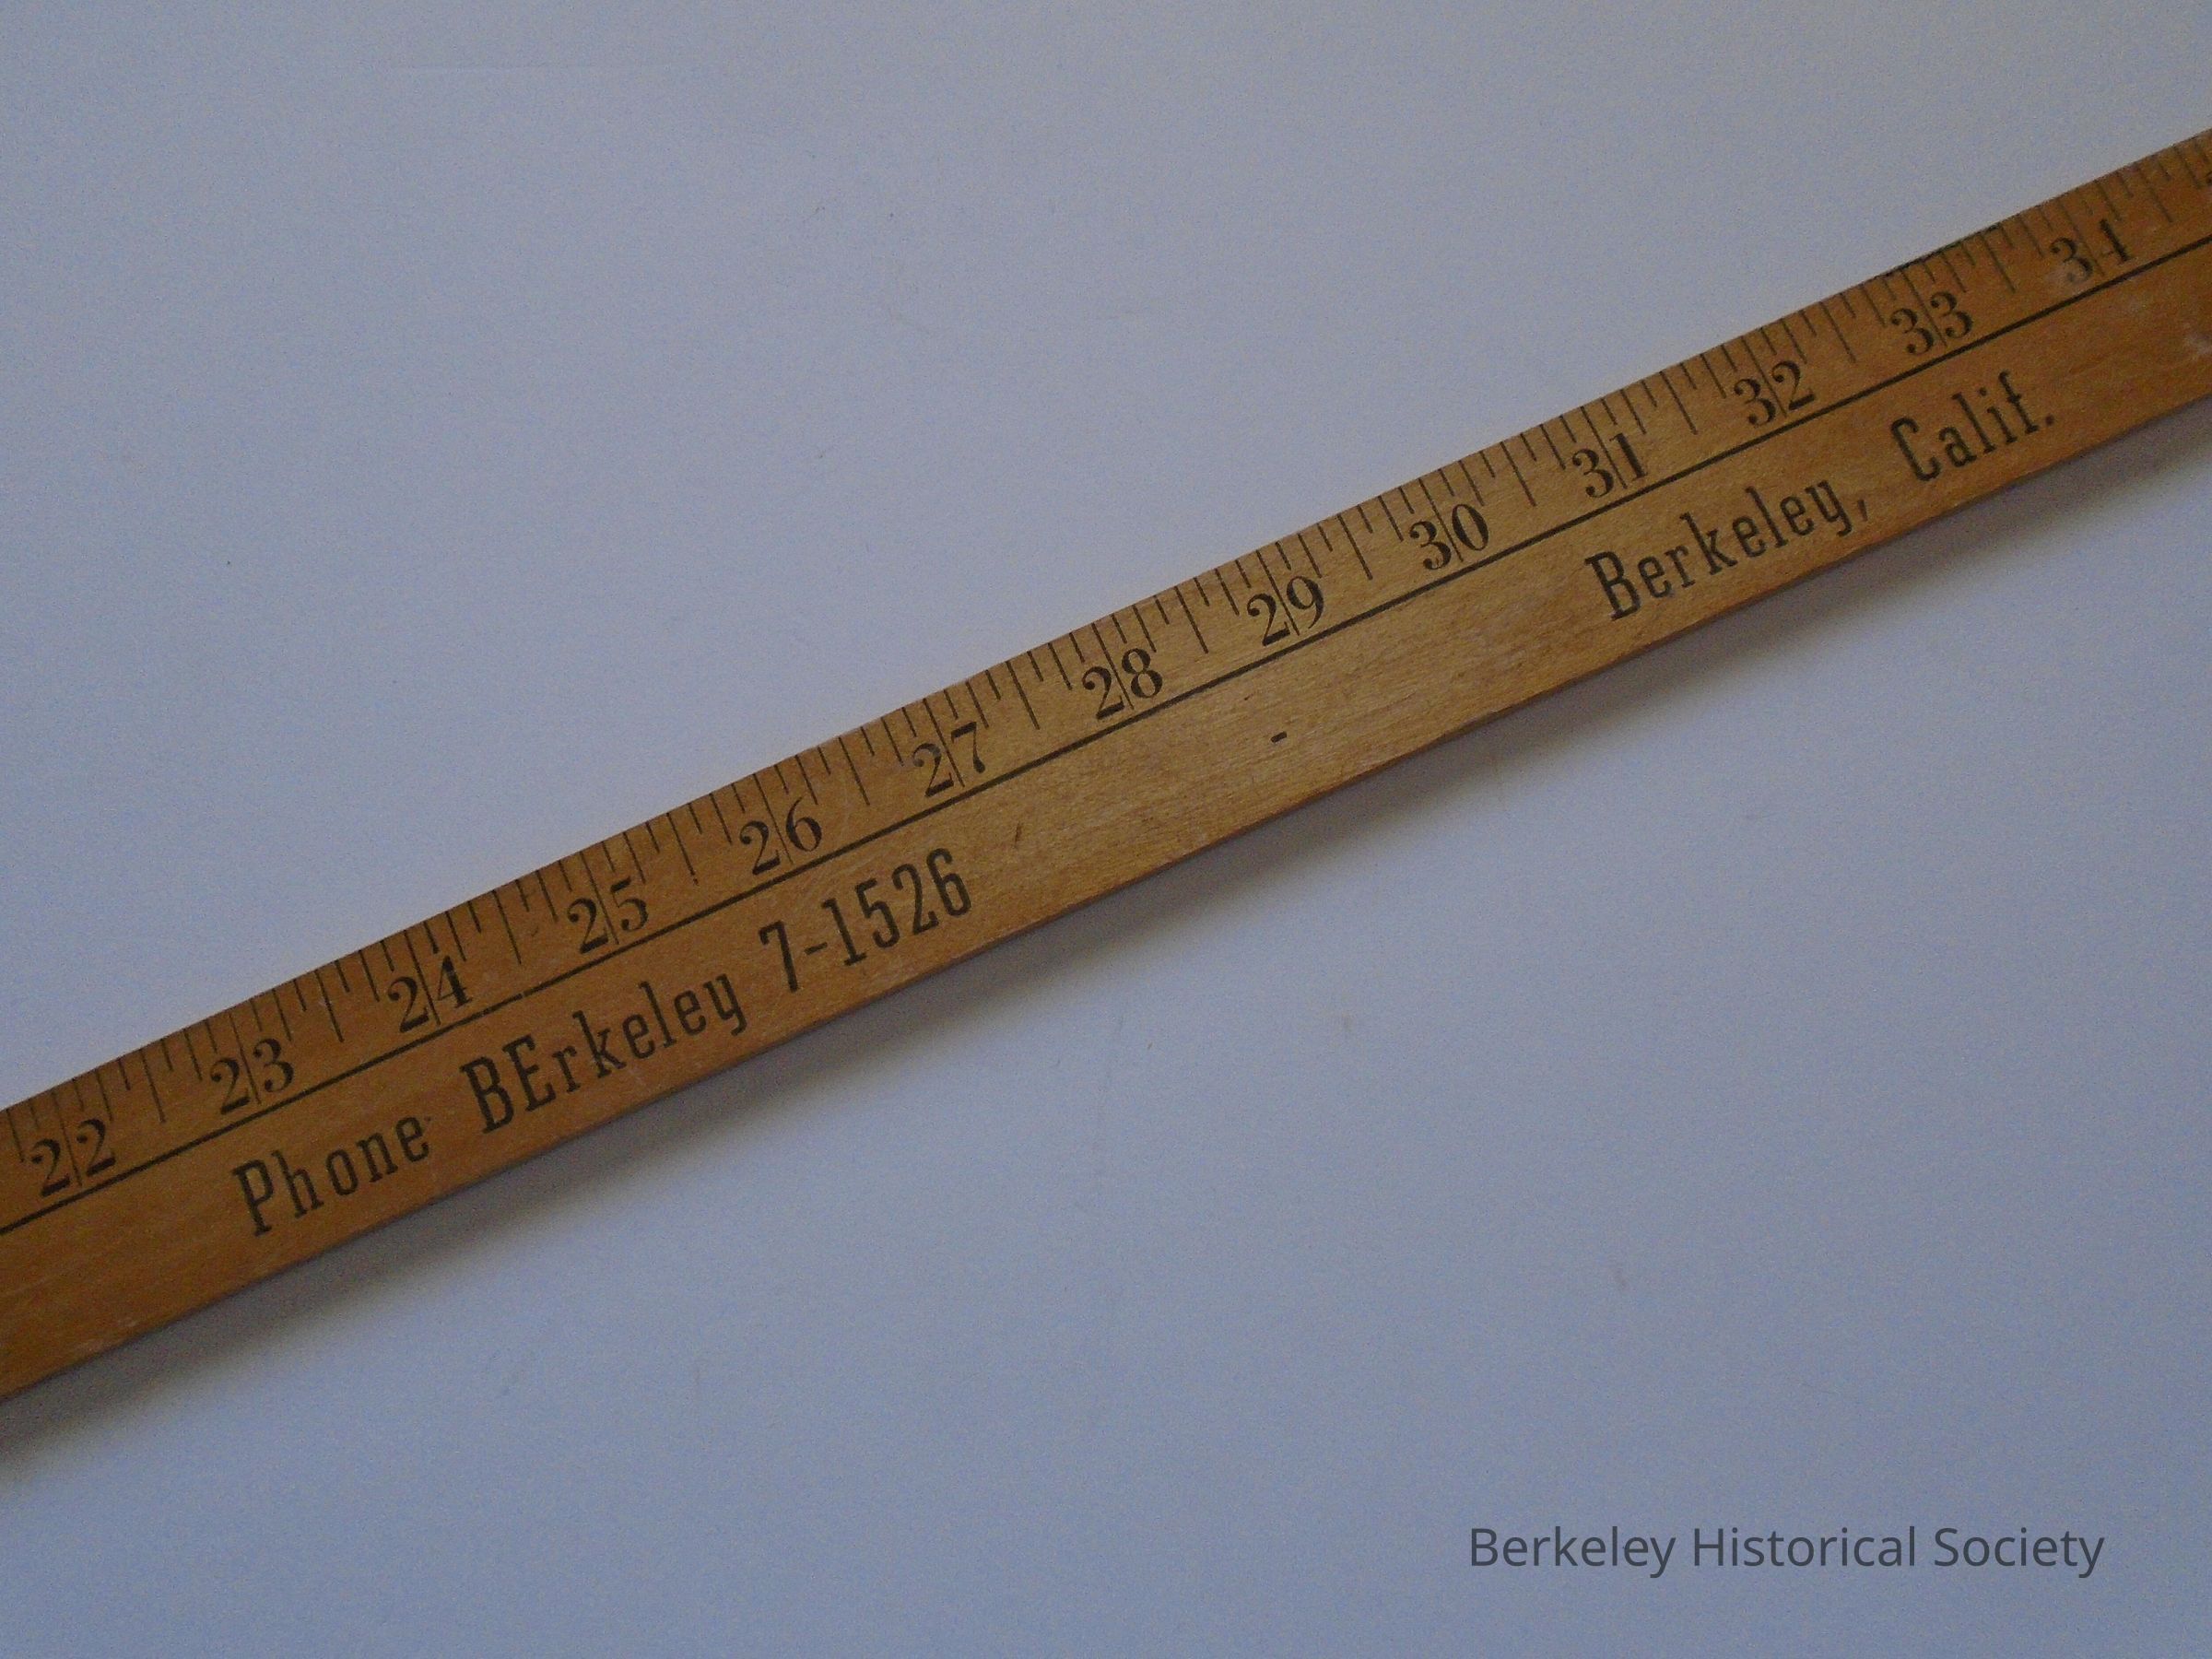 22 23 24 25 26 27 28 29 30 31 32 33 34
Phone BErkeley 7-1526 - Berkeley, Calif.
Berkeley Historical Society